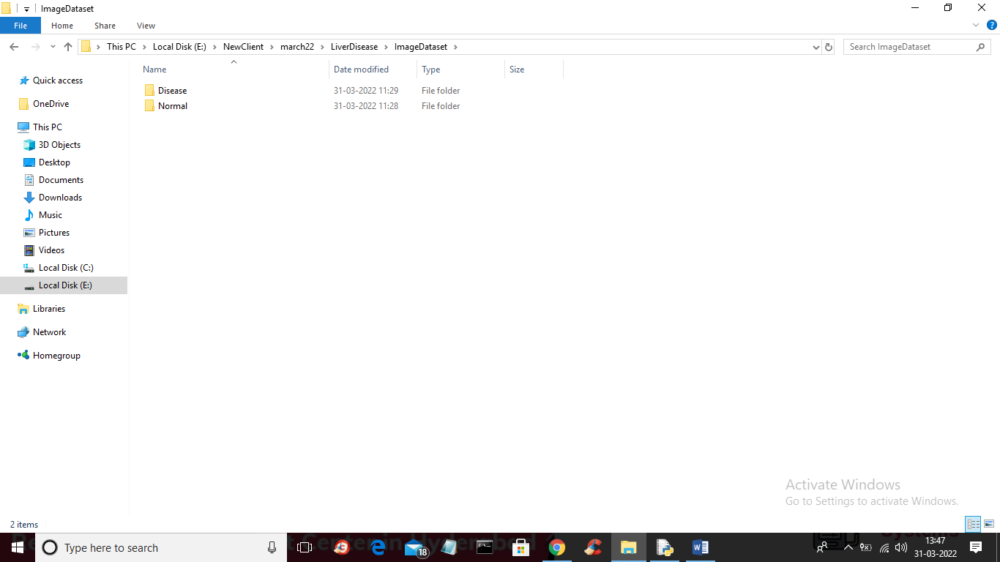 ImageDataset
File Home Share View
This PC Local Disk (E:) NewClient march22 LiverDisease ImageDataset
Search ImageDataset
Name Date modified Type Size
Disease 31-03-2022 11:29 File folder
Normal 31-03-2022 11:28 File folder
Quick access
OneDrive
This PC
3D Objects
Desktop
Documents
Downloads
Music
Pictures
Videos
Local Disk (C:)
Local Disk (E:)
Libraries
Network
Homegroup
Activate Windows
Go to Settings to activate Windows.
2 items
Type here to search
18
13:47
31-03-2022